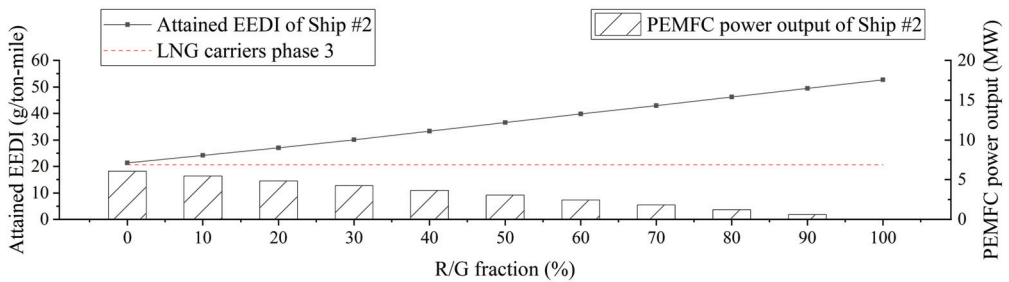 Attained EEDI of Ship #2
LNG carriers phase 3
PEMFC power output of Ship #2
Attained EEDI (g/ton-mile)
60
50
40
30
20
10
0
20
15
10
5
0
PEMFC power output (MW)
0 10 20 30 40 50 60 70 80 90 100
R/G fraction (%)